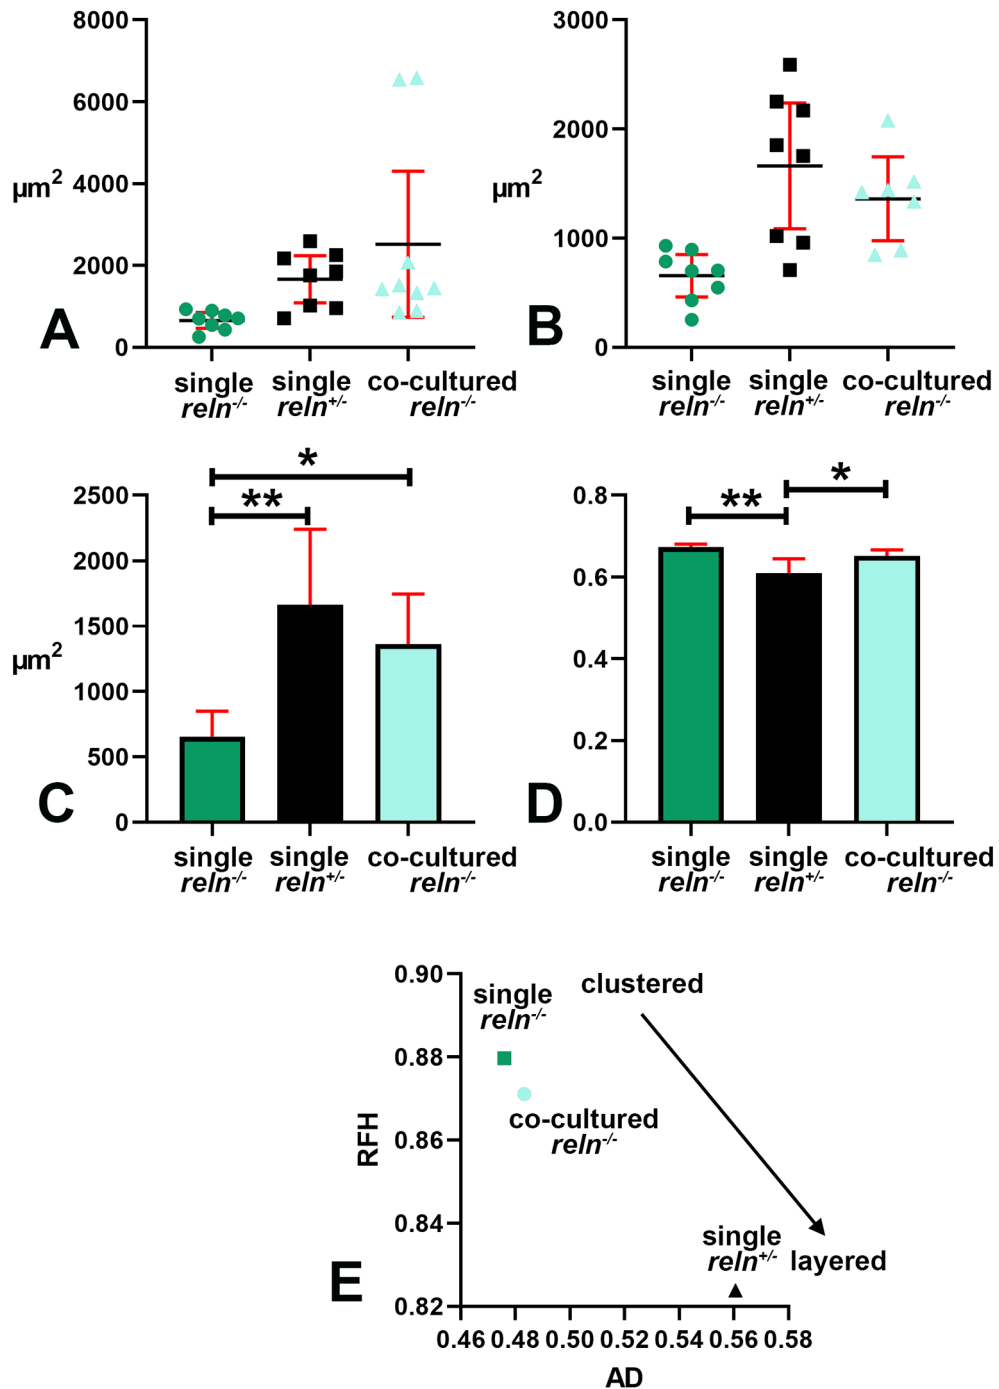 8000
6000
µm²
4000
2000
0
A
single
reln-/-
single
reln+/-
co-cultured
reln-/-
3000
2000
µm²
1000
0
B
single
reln-/-
single
reln+/-
co-cultured
reln-/-
*
**
2500
2000
1500
µm²
1000
500
0
C
single
reln-/-
single
reln+/-
co-cultured
reln-/-
**
*
0.8
0.6
0.4
0.2
0.0
D
single
reln-/-
single
reln+/-
co-cultured
reln-/-
0.90
0.88
0.86
0.84
0.82
RFH
single
reln-/-
clustered
co-cultured
reln-/-
single
reln+/-
layered
E
0.46 0.48 0.50 0.52 0.54 0.56 0.58
AD